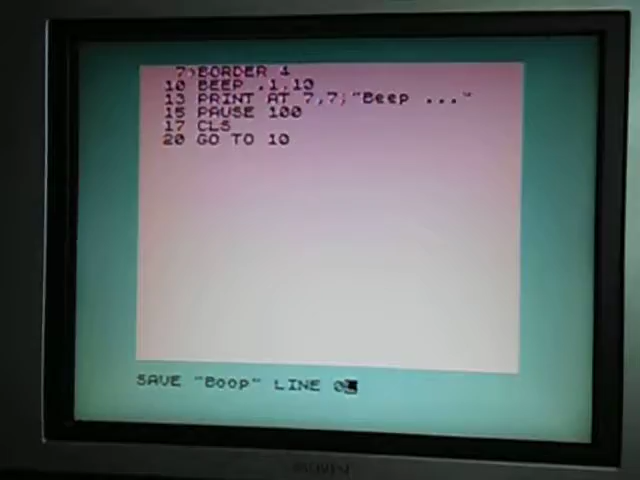 7>BORDER 4
10 BEEP .1,10
13 PRINT AT 7,7;"Beep ..."
15 PAUSE 100
17 CLS
20 GO TO 10
SAVE "Boop" LINE 0